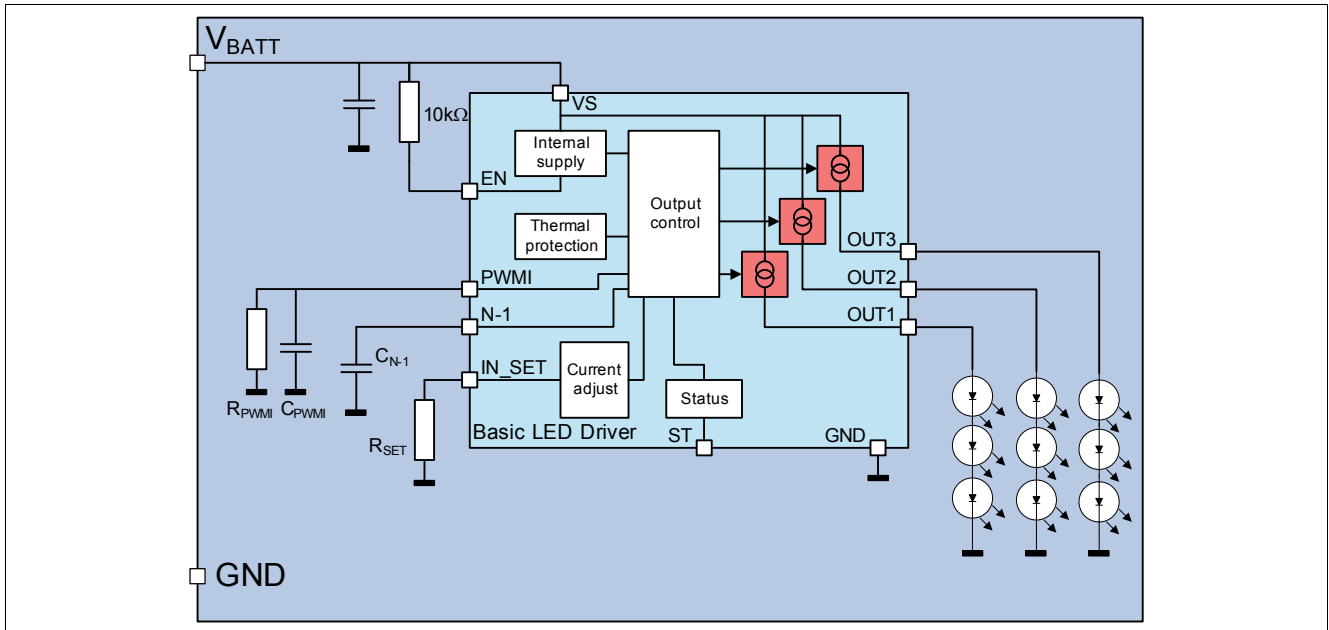 VBATT
10kΩ
VS
Internal
supply
EN
Output
control
Thermal
protection
OUT3
PWMI
OUT2
N-1
OUT1
CN-1
IN_SET
Current
adjust
Status
RPWMI
CPWMI
RSET
Basic LED Driver
ST
GND
GND